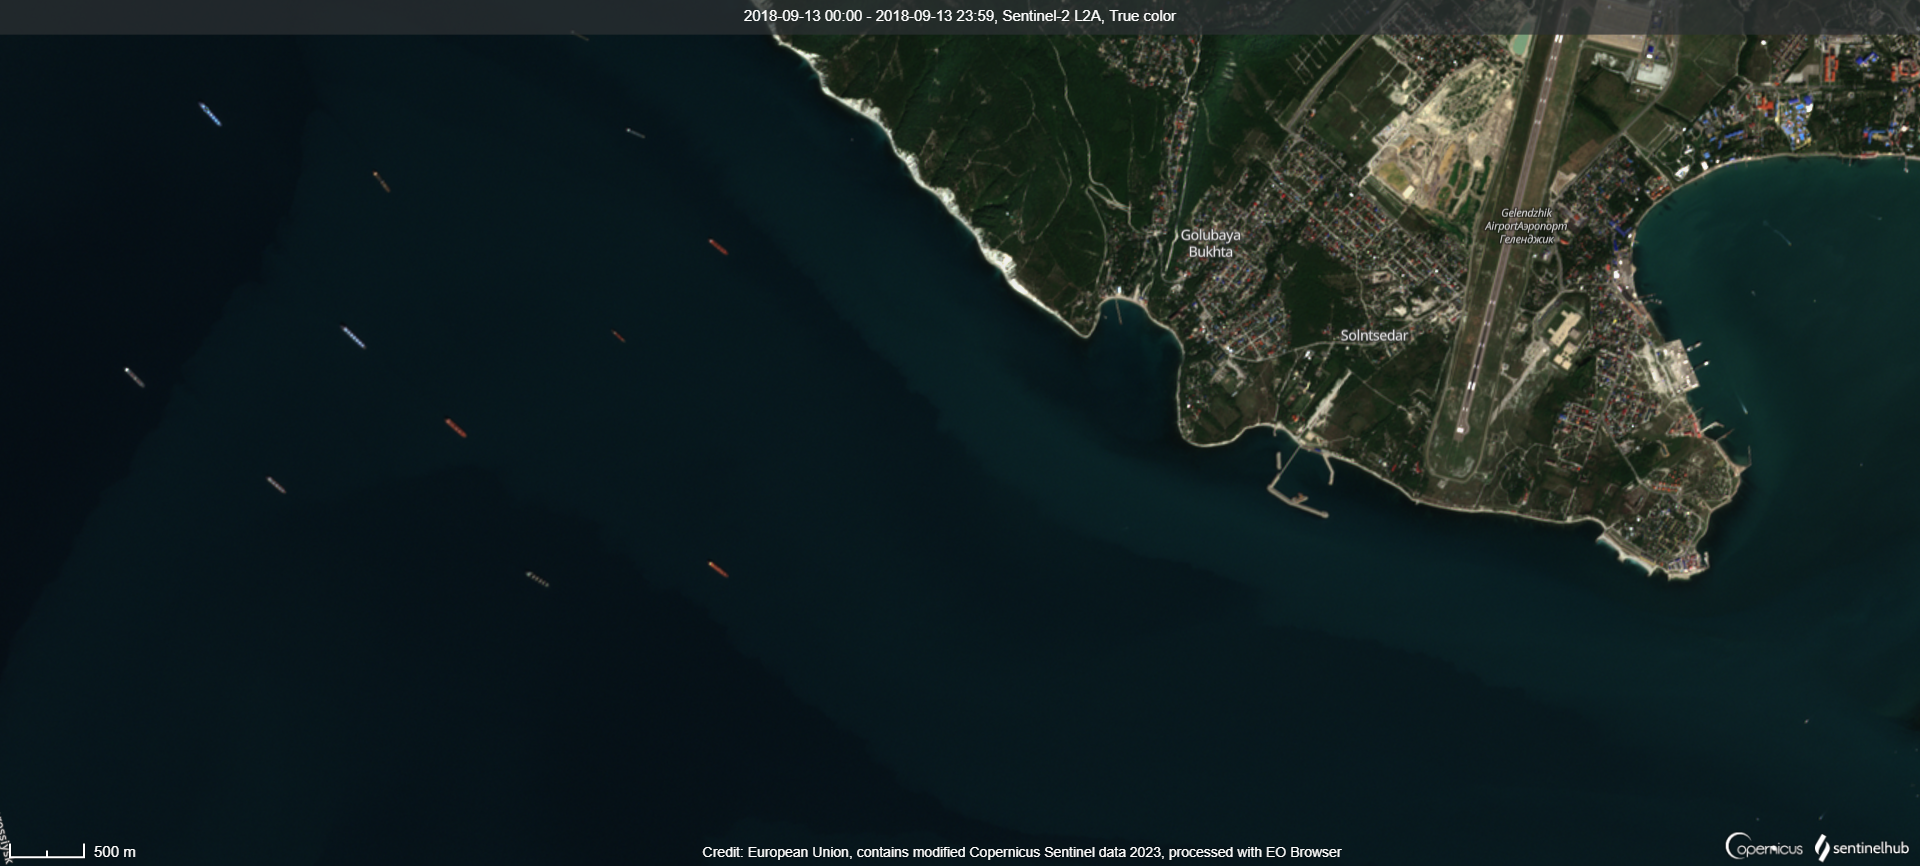 2018-09-13 00:00 - 2018-09-13 23:59, Sentinel-2 L2A, True color
Gelendzhik
AirportАэропорт
Геленджик
Golubaya
Bukhta
Solntsedar
500 m
Credit: European Union, contains modified Copernicus Sentinel data 2023, processed with EO Browser
Copernicus
sentinelhub